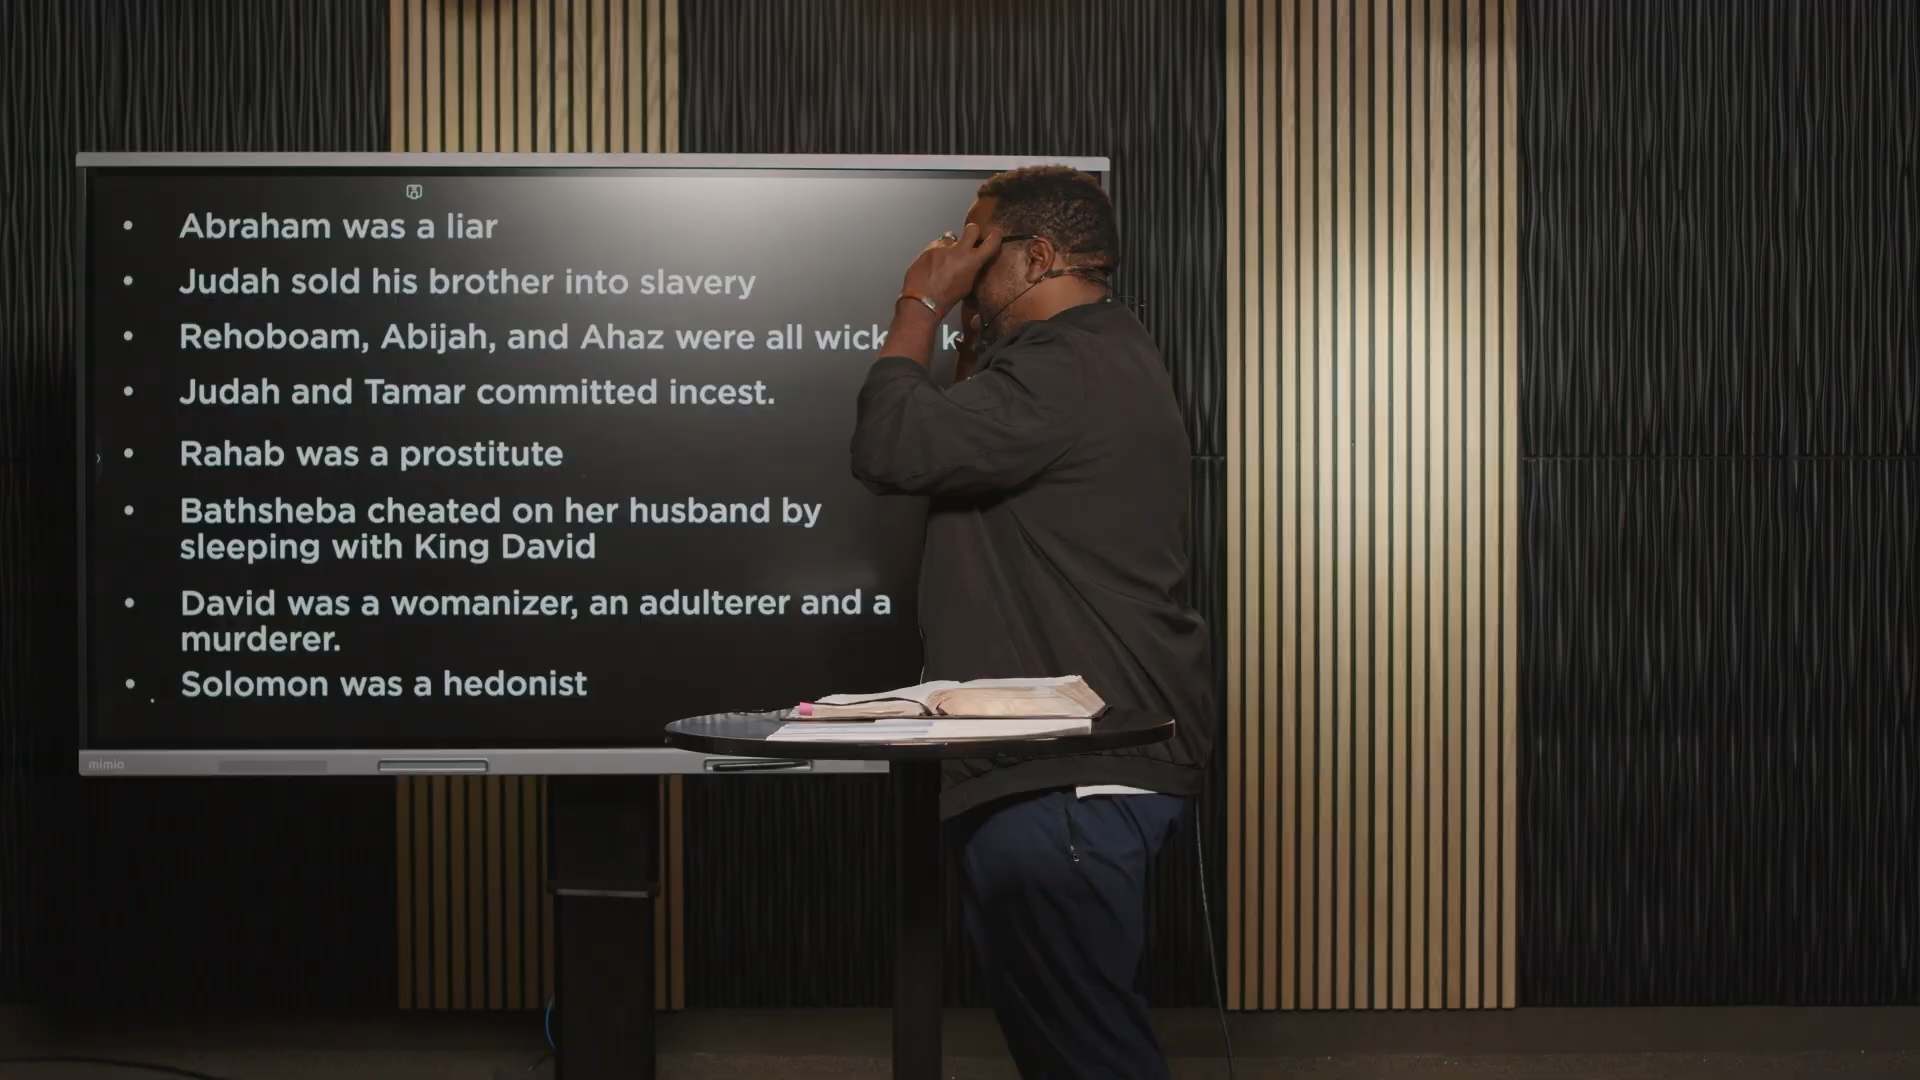 • Abraham was a liar
• Judah sold his brother into slavery
• Rehoboam, Abijah, and Ahaz were all
• Judah and Tamar committed incest.
• Rahab was a prostitute
• Bathsheba cheated on her husband by
sleeping with King David
• David was a womanizer, an adulterer and a
murderer.
• Solomon was a hedonist
mimio